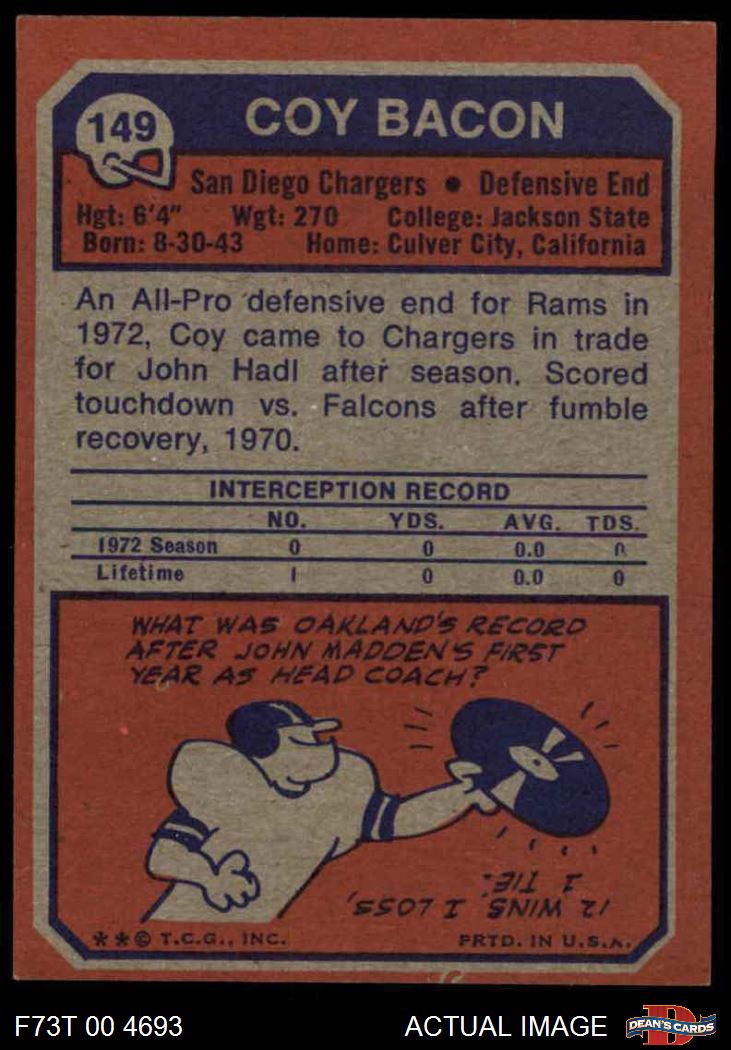 149
COY BACON
San Diego Chargers • Defensive End
Hgt: 6'4" Wgt: 270 College: Jackson State
Born: 8-30-43 Home: Culver City, California
An All-Pro defensive end for Rams in
1972, Coy came to Chargers in trade
for John Hadl after season. Scored
touchdown vs. Falcons after fumble
recovery, 1970.
INTERCEPTION RECORD
NO. YDS. AVG. TDS.
1972 Season 0 0 0.0 0
Lifetime 1 0 0.0 0
WHAT WAS OAKLAND'S RECORD
AFTER JOHN MADDEN'S FIRST
YEAR AS HEAD COACH?
12 WINS, 1 LOSS,
1 TIE.
**© T.C.G., INC. PRTD. IN U.S.A.
F73T 00 4693 ACTUAL IMAGE
D
DEAN'S CARDS